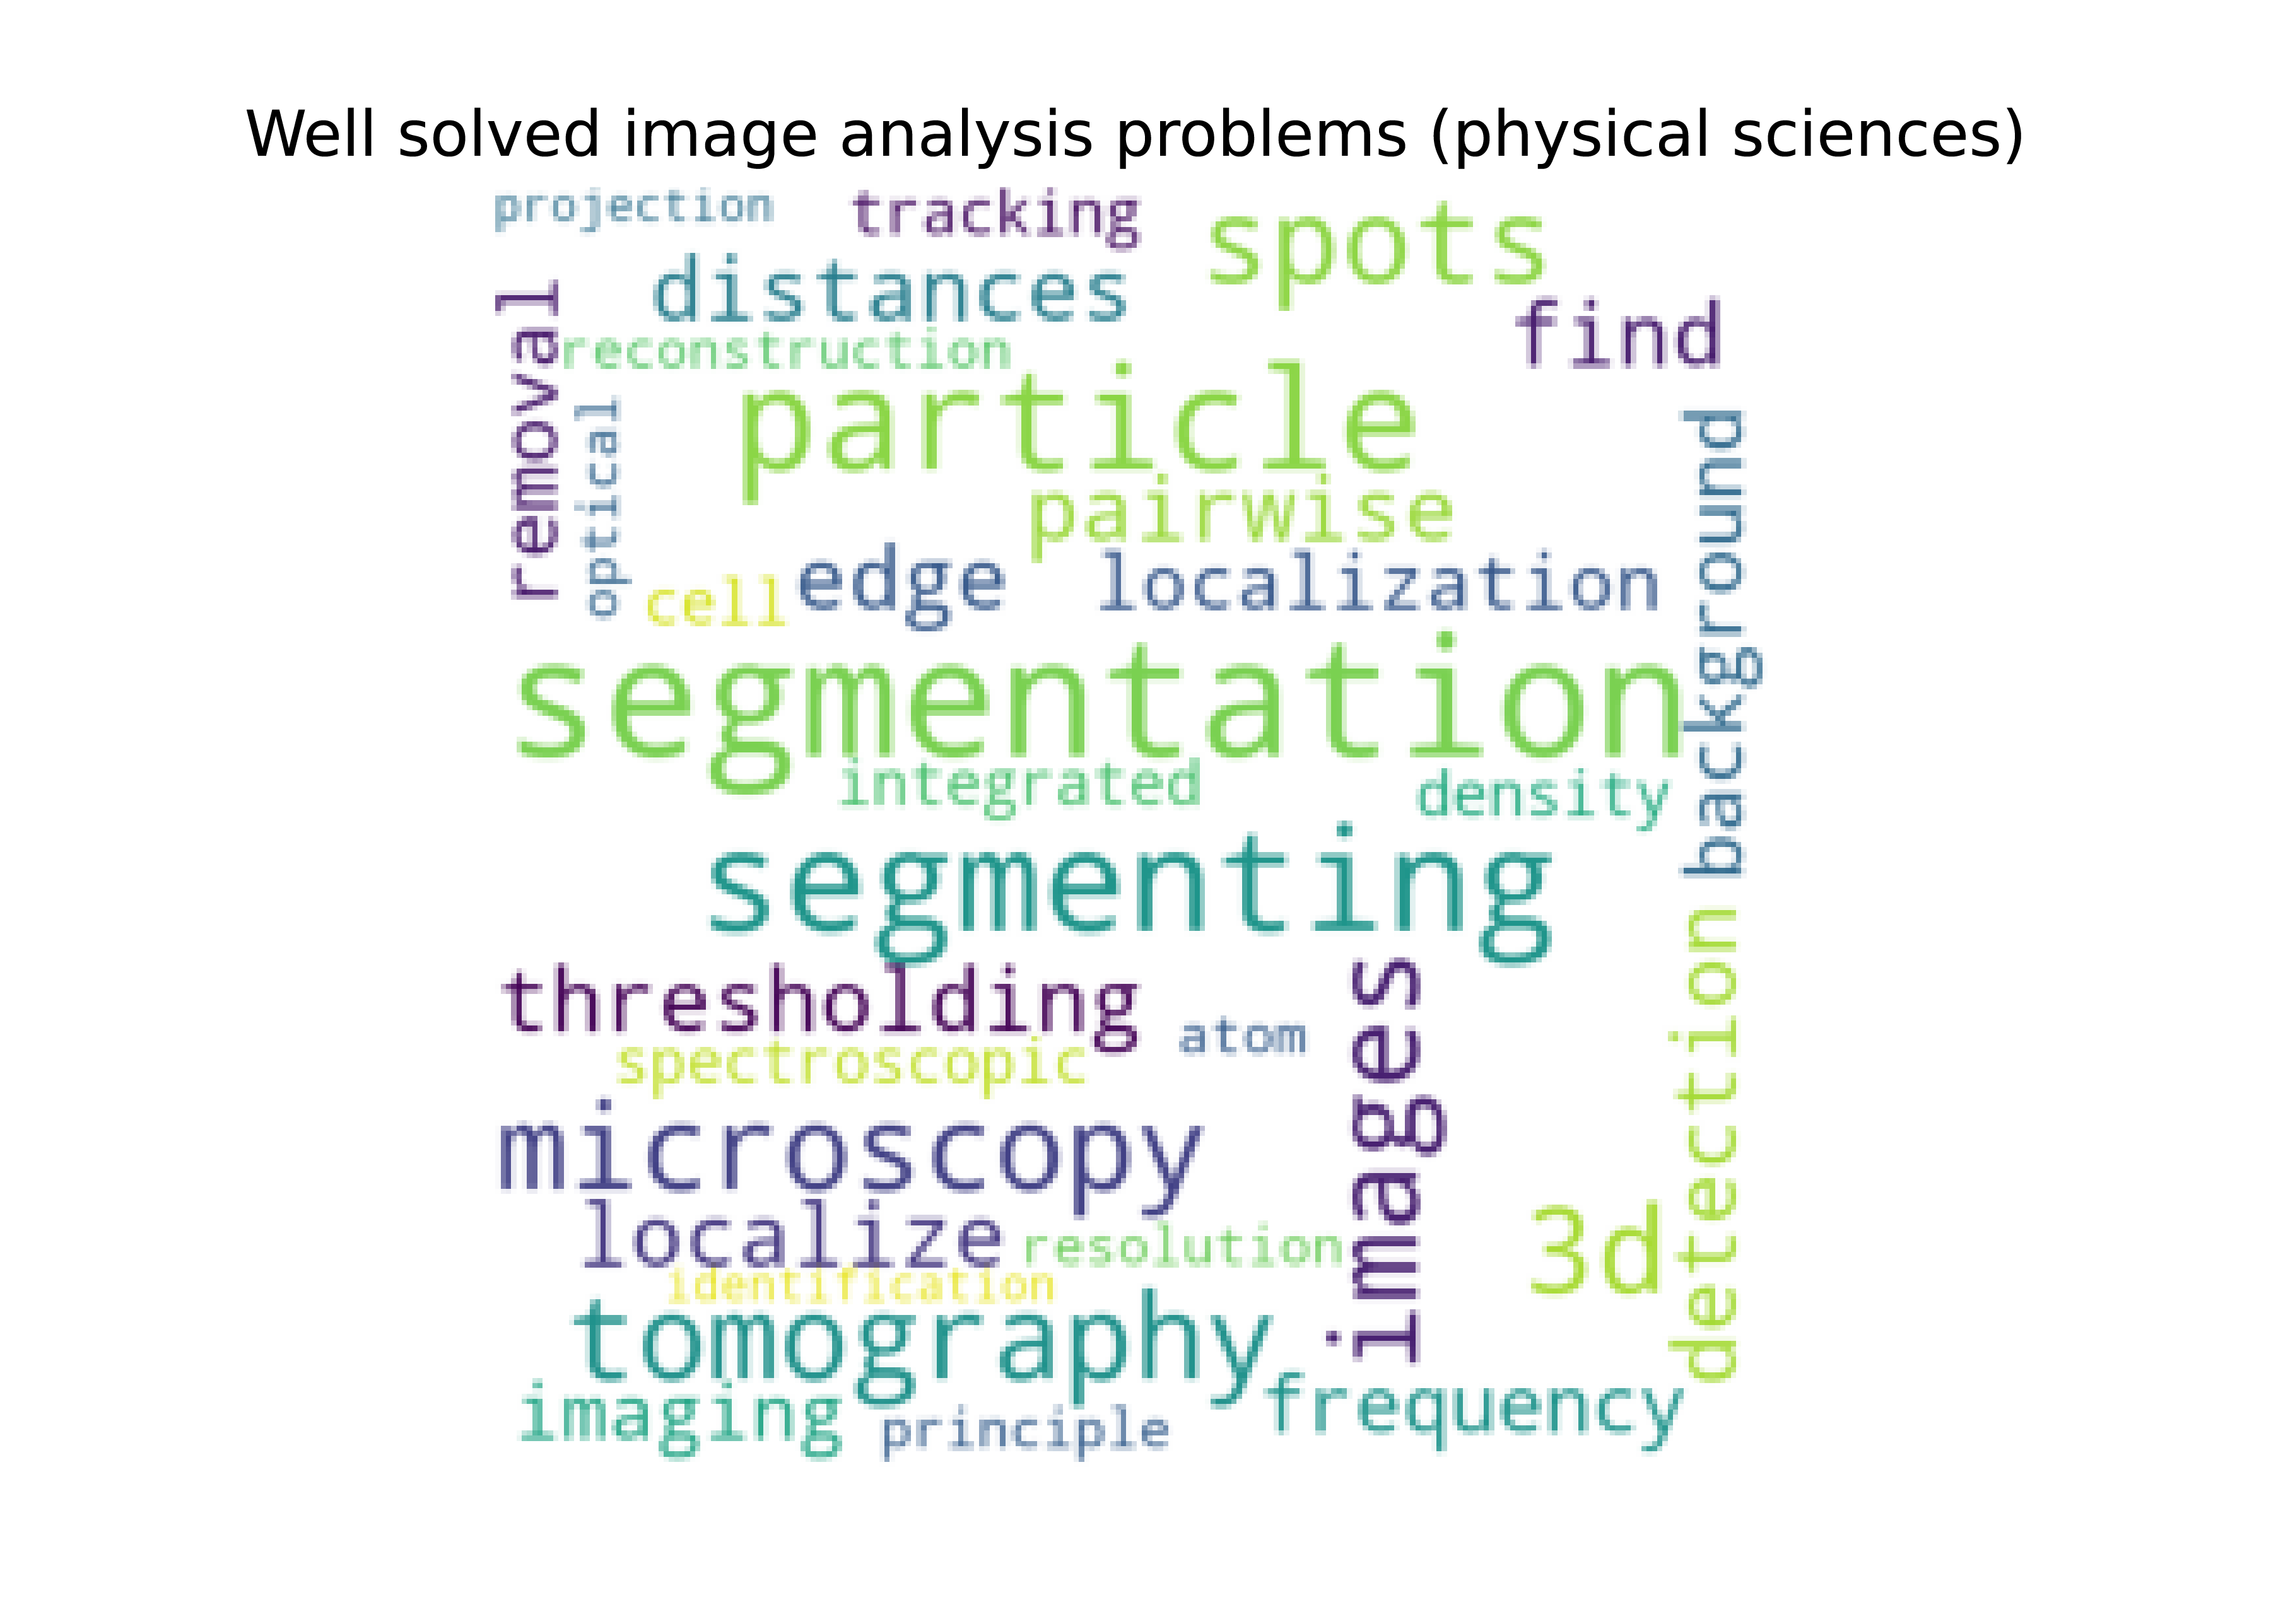 Well solved image analysis problems (physical sciences)
projection
tracking
spots
distances
find
removal
reconstruction
particle
optical
pairwise
background
edge
localization
cell
segmentation
integrated
density
segmenting
detection
thresholding
images
atom
spectroscopic
microscopy
localize
resolution
3d
identification
tomography
frequency
imaging
principle